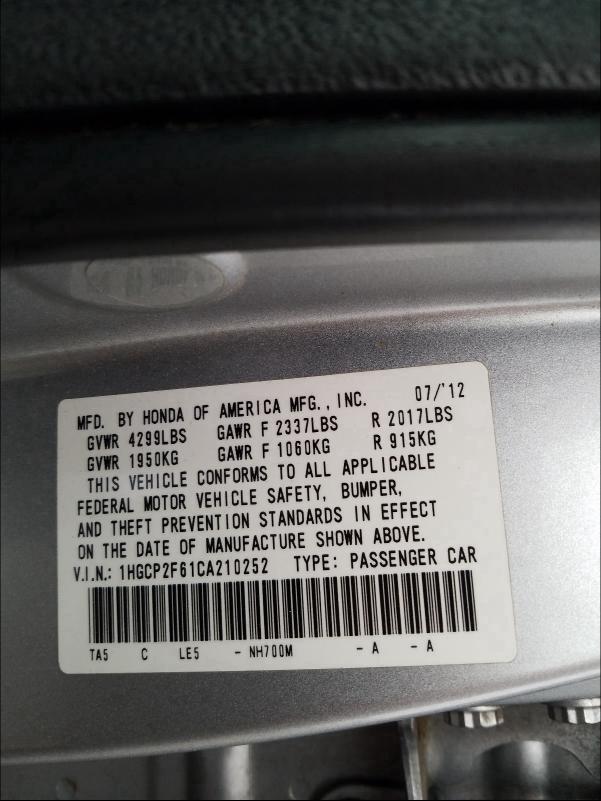 MFD. BY HONDA OF AMERICA MFG., INC. 07/'12
GVWR 4299LBS GAWR F 2337LBS R 2017LBS
GVWR 1950KG GAWR F 1060KG R 915KG
THIS VEHICLE CONFORMS TO ALL APPLICABLE
FEDERAL MOTOR VEHICLE SAFETY, BUMPER,
AND THEFT PREVENTION STANDARDS IN EFFECT
ON THE DATE OF MANUFACTURE SHOWN ABOVE.
V.I.N.: 1HGCP2F61CA210252 TYPE: PASSENGER CAR
TA5 C LE5 - NH700M - A - A